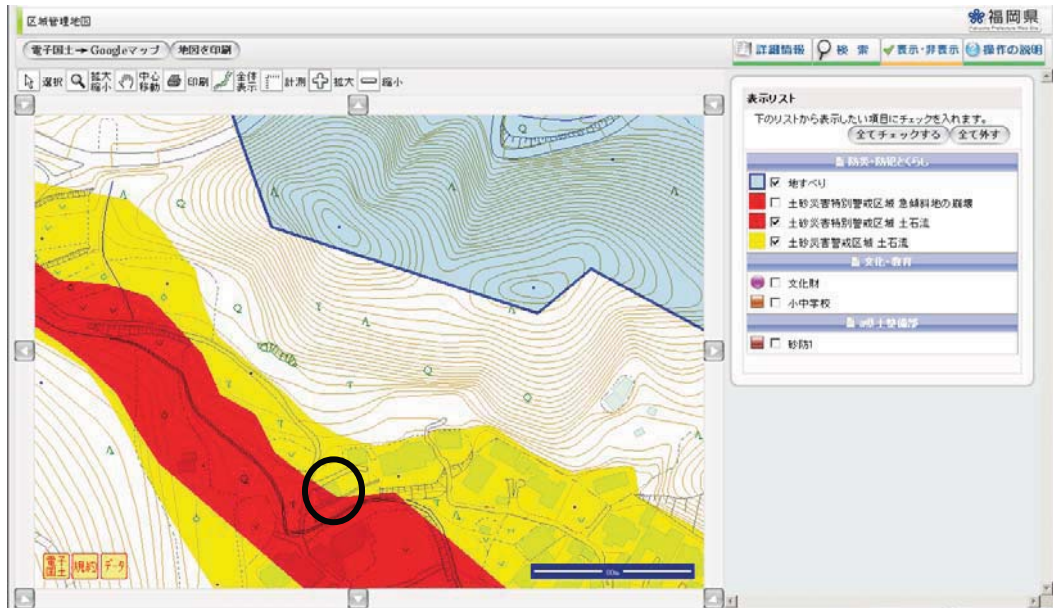 区域管理地図
福岡県
電子国土→Googleマップ 地図を印刷
詳細情報 検 索 表示・非表示 操作の説明
選択 拡大縮小 中心移動 印刷 全体表示 計測 拡大 縮小
表示リスト
下のリストから表示したい項目にチェックを入れます。
全てチェックする 全て外す
防災・防犯とくらし
地すべり
土砂災害特別警戒区域 急傾斜地の崩壊
土砂災害特別警戒区域 土石流
土砂災害警戒区域 土石流
文化・教育
文化財
小中学校
県土整備部
砂防1
電子国土 規約 データ